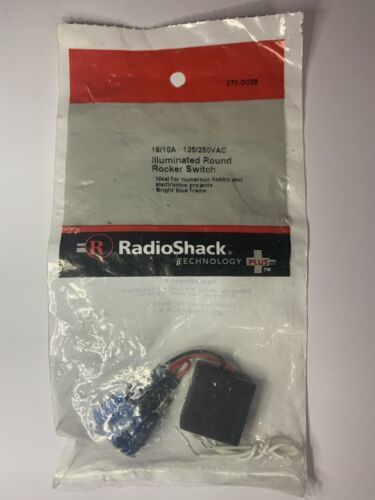 275-0026
16/10A - 125/250VAC
Illuminated Round
Rocker Switch
Ideal for numerous hobby and
electronics projects
Bright blue frame
R RadioShack®
TECHNOLOGY PLUS™